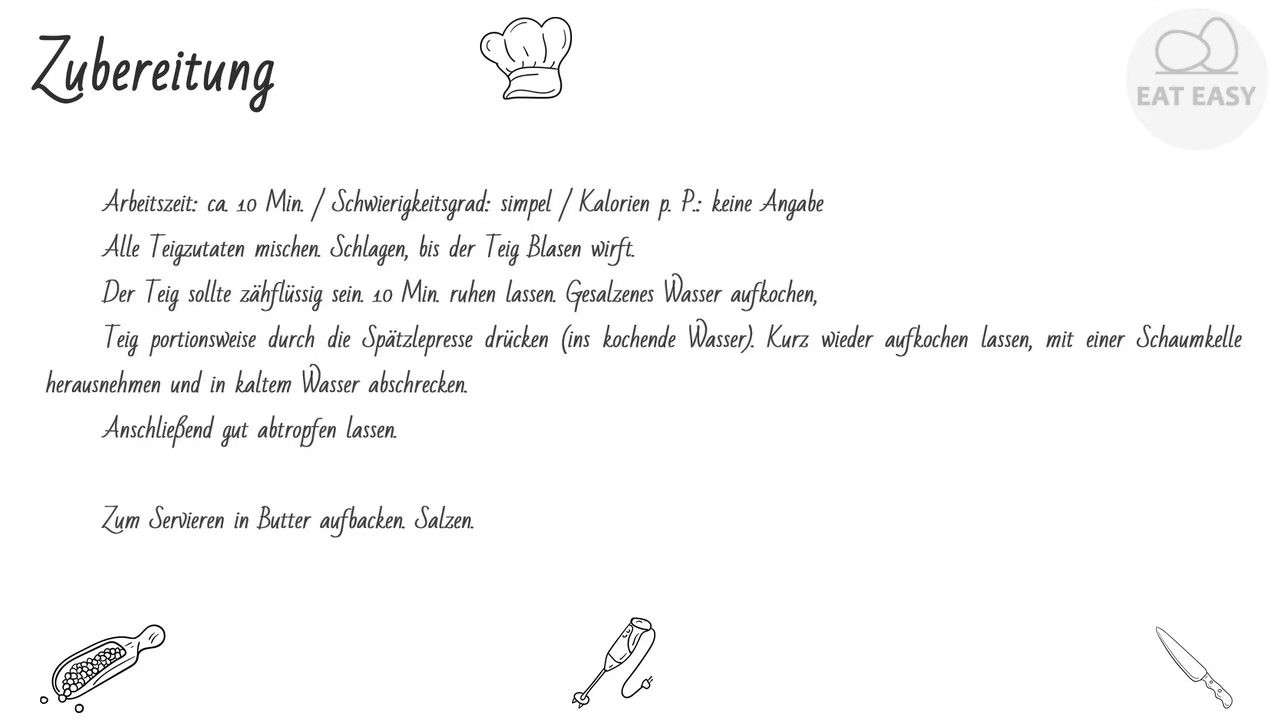 Zubereitung
EAT EASY
Arbeitszeit: ca. 10 Min. / Schwierigkeitsgrad: simpel / Kalorien p. P.: keine Angabe
Alle Teigzutaten mischen. Schlagen, bis der Teig Blasen wirft.
Der Teig sollte zähflüssig sein. 10 Min. ruhen lassen. Gesalzenes Wasser aufkochen,
Teig portionsweise durch die Spätzlepresse drücken (ins kochende Wasser). Kurz wieder aufkochen lassen, mit einer Schaumkelle
herausnehmen und in kaltem Wasser abschrecken.
Anschließend gut abtropfen lassen.
Zum Servieren in Butter aufbacken. Salzen.